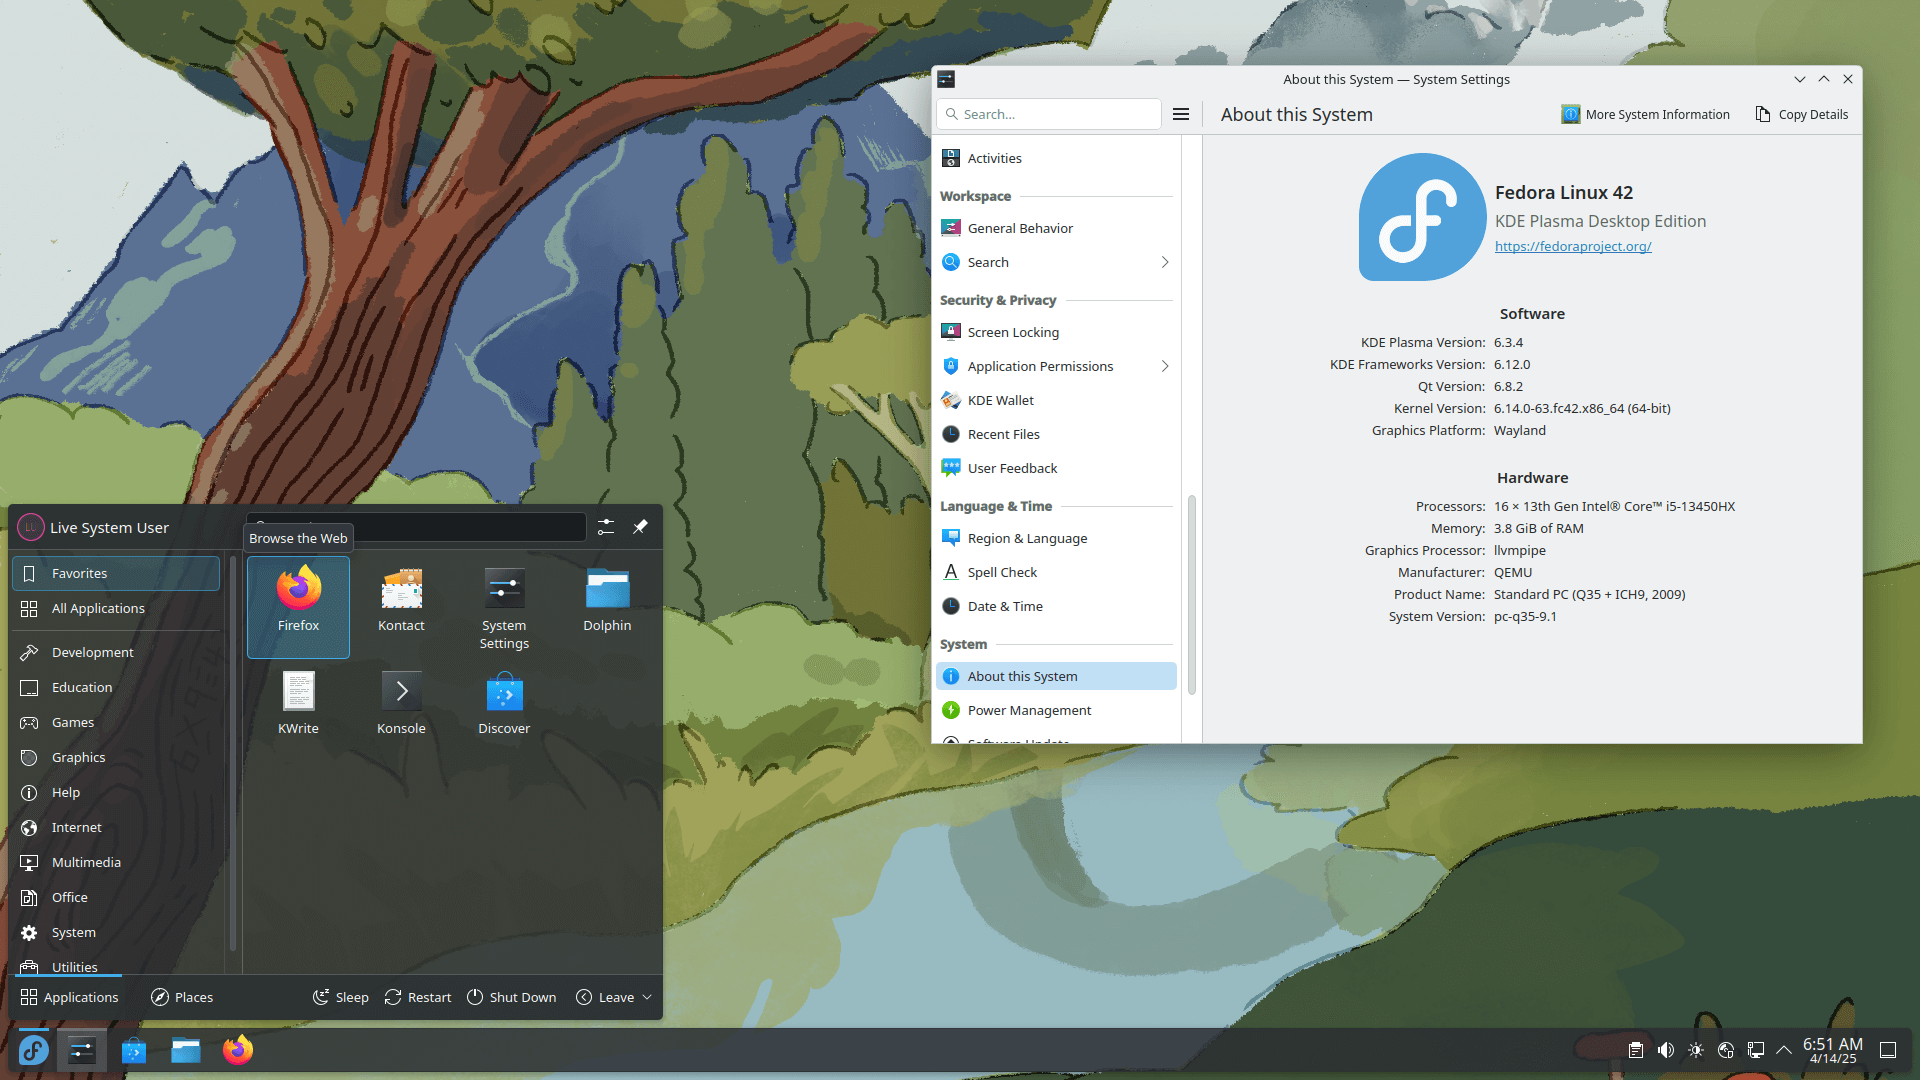 About this System — System Settings
Search...
About this System
More System Information
Copy Details
Activities
Workspace
General Behavior
Search
Security & Privacy
Screen Locking
Application Permissions
KDE Wallet
Recent Files
User Feedback
Language & Time
Region & Language
Spell Check
Date & Time
System
About this System
Power Management
Software Update
Fedora Linux 42
KDE Plasma Desktop Edition
https://fedoraproject.org/
Software
KDE Plasma Version: 6.3.4
KDE Frameworks Version: 6.12.0
Qt Version: 6.8.2
Kernel Version: 6.14.0-63.fc42.x86_64 (64-bit)
Graphics Platform: Wayland
Hardware
Processors: 16 × 13th Gen Intel® Core™ i5-13450HX
Memory: 3.8 GiB of RAM
Graphics Processor: llvmpipe
Manufacturer: QEMU
Product Name: Standard PC (Q35 + ICH9, 2009)
System Version: pc-q35-9.1
LU
Live System User
Browse the Web
Favorites
All Applications
Development
Education
Games
Graphics
Help
Internet
Multimedia
Office
System
Utilities
Firefox
Kontact
System
Settings
Dolphin
KWrite
Konsole
Discover
Applications
Places
Sleep
Restart
Shut Down
Leave
6:51 AM
4/14/25